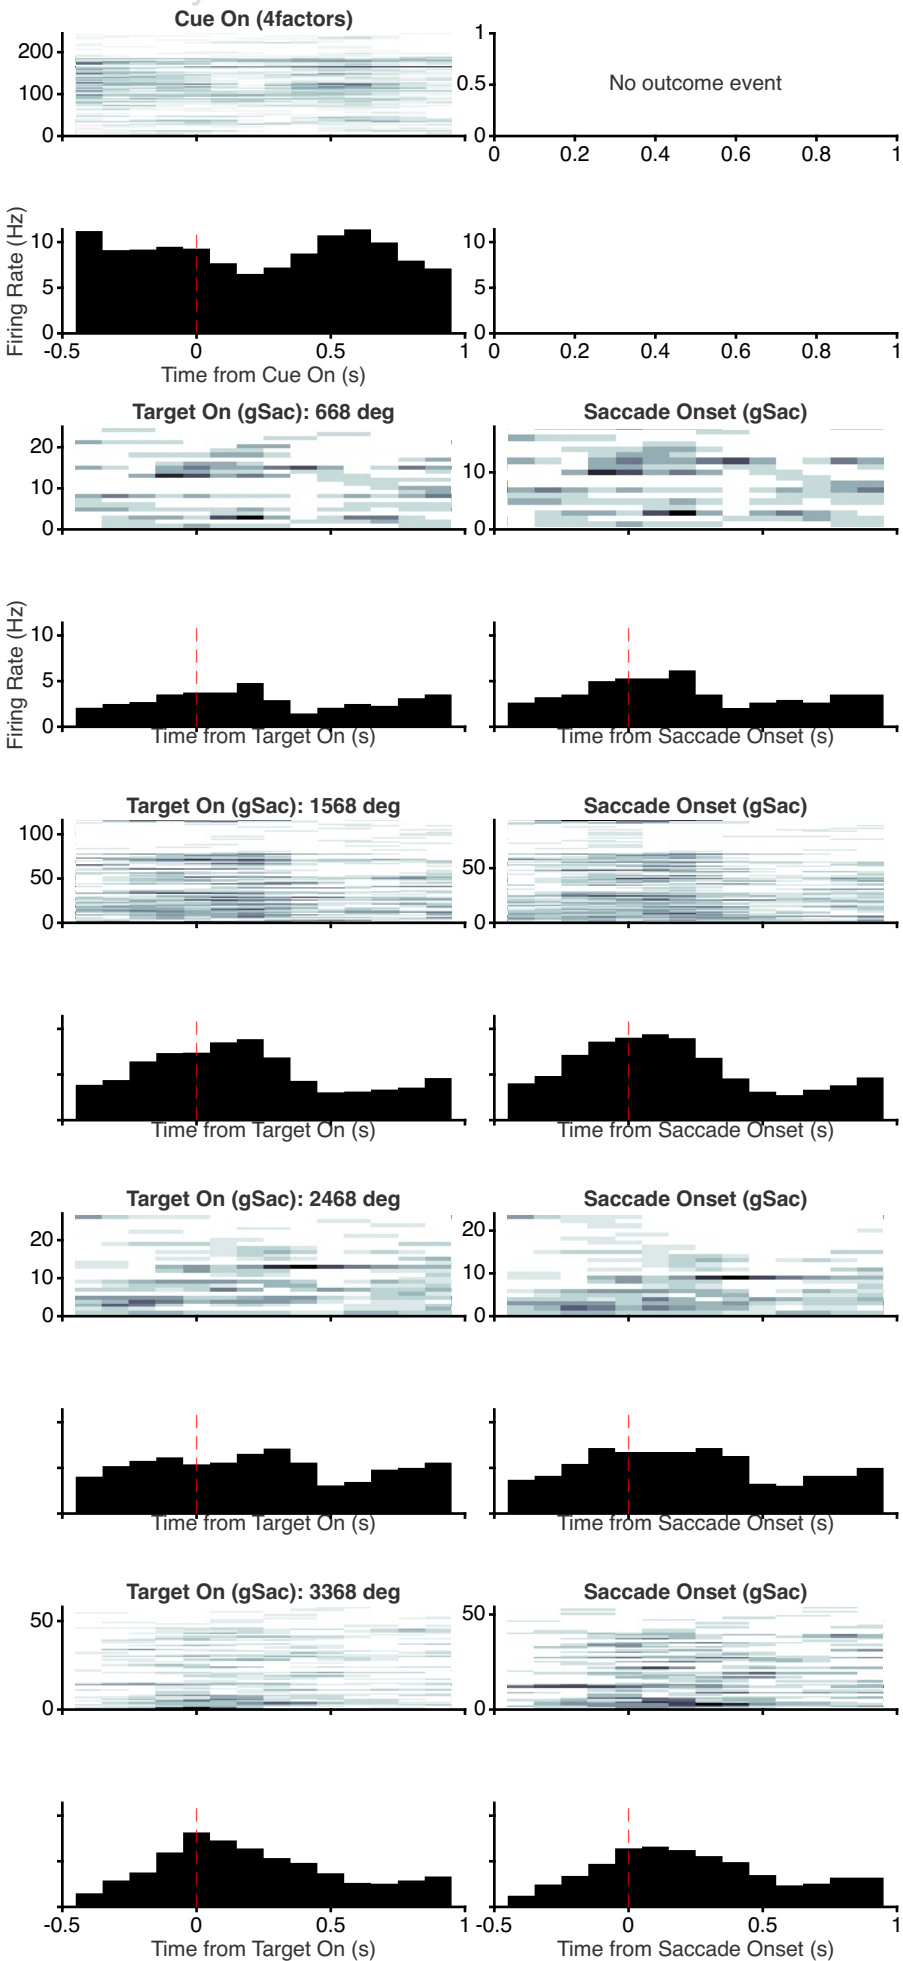 Cue On (4factors)
200
100
0
1
0.5
0
No outcome event
0 0.2 0.4 0.6 0.8 1
Firing Rate (Hz)
10
5
0
-0.5 0 0.5 1
Time from Cue On (s)
10
5
0
0 0.2 0.4 0.6 0.8 1
Target On (gSac): 668 deg
20
10
0
Saccade Onset (gSac)
10
0
Firing Rate (Hz)
10
5
0
Time from Target On (s)
Time from Saccade Onset (s)
Target On (gSac): 1568 deg
100
50
0
Saccade Onset (gSac)
50
0
Time from Target On (s)
Time from Saccade Onset (s)
Target On (gSac): 2468 deg
20
10
0
Saccade Onset (gSac)
20
10
0
Time from Target On (s)
Time from Saccade Onset (s)
Target On (gSac): 3368 deg
50
0
Saccade Onset (gSac)
50
0
-0.5 0 0.5 1
Time from Target On (s)
-0.5 0 0.5 1
Time from Saccade Onset (s)